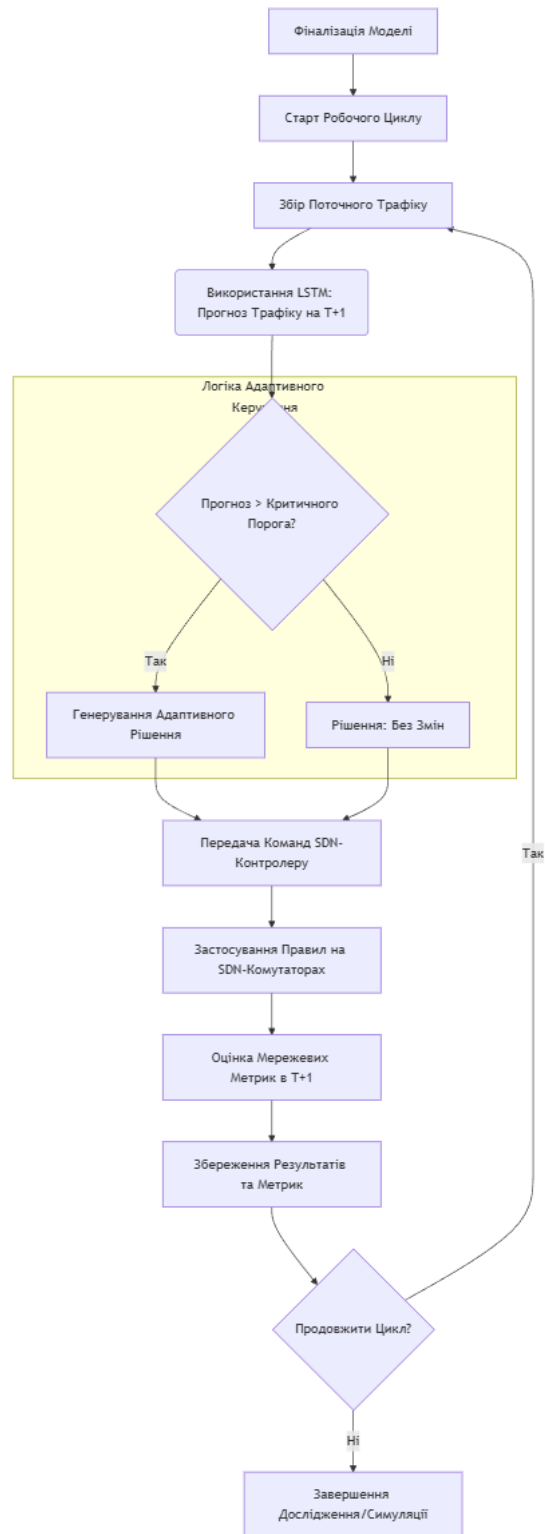 Фіналізація Моделі
Старт Робочого Циклу
Збір Поточного Трафіку
Використання LSTM:
Прогноз Трафіку на T+1
Логіка Адаптивного
Керування
Прогноз > Критичного
Порога?
Так
Ні
Генерування Адаптивного
Рішення
Рішення: Без Змін
Передача Команд SDN-
Контролеру
Так
Застосування Правил на
SDN-Комутаторах
Оцінка Мережевих
Метрик в T+1
Збереження Результатів
та Метрик
Продовжити Цикл?
Ні
Завершення
Дослідження/Симуляції